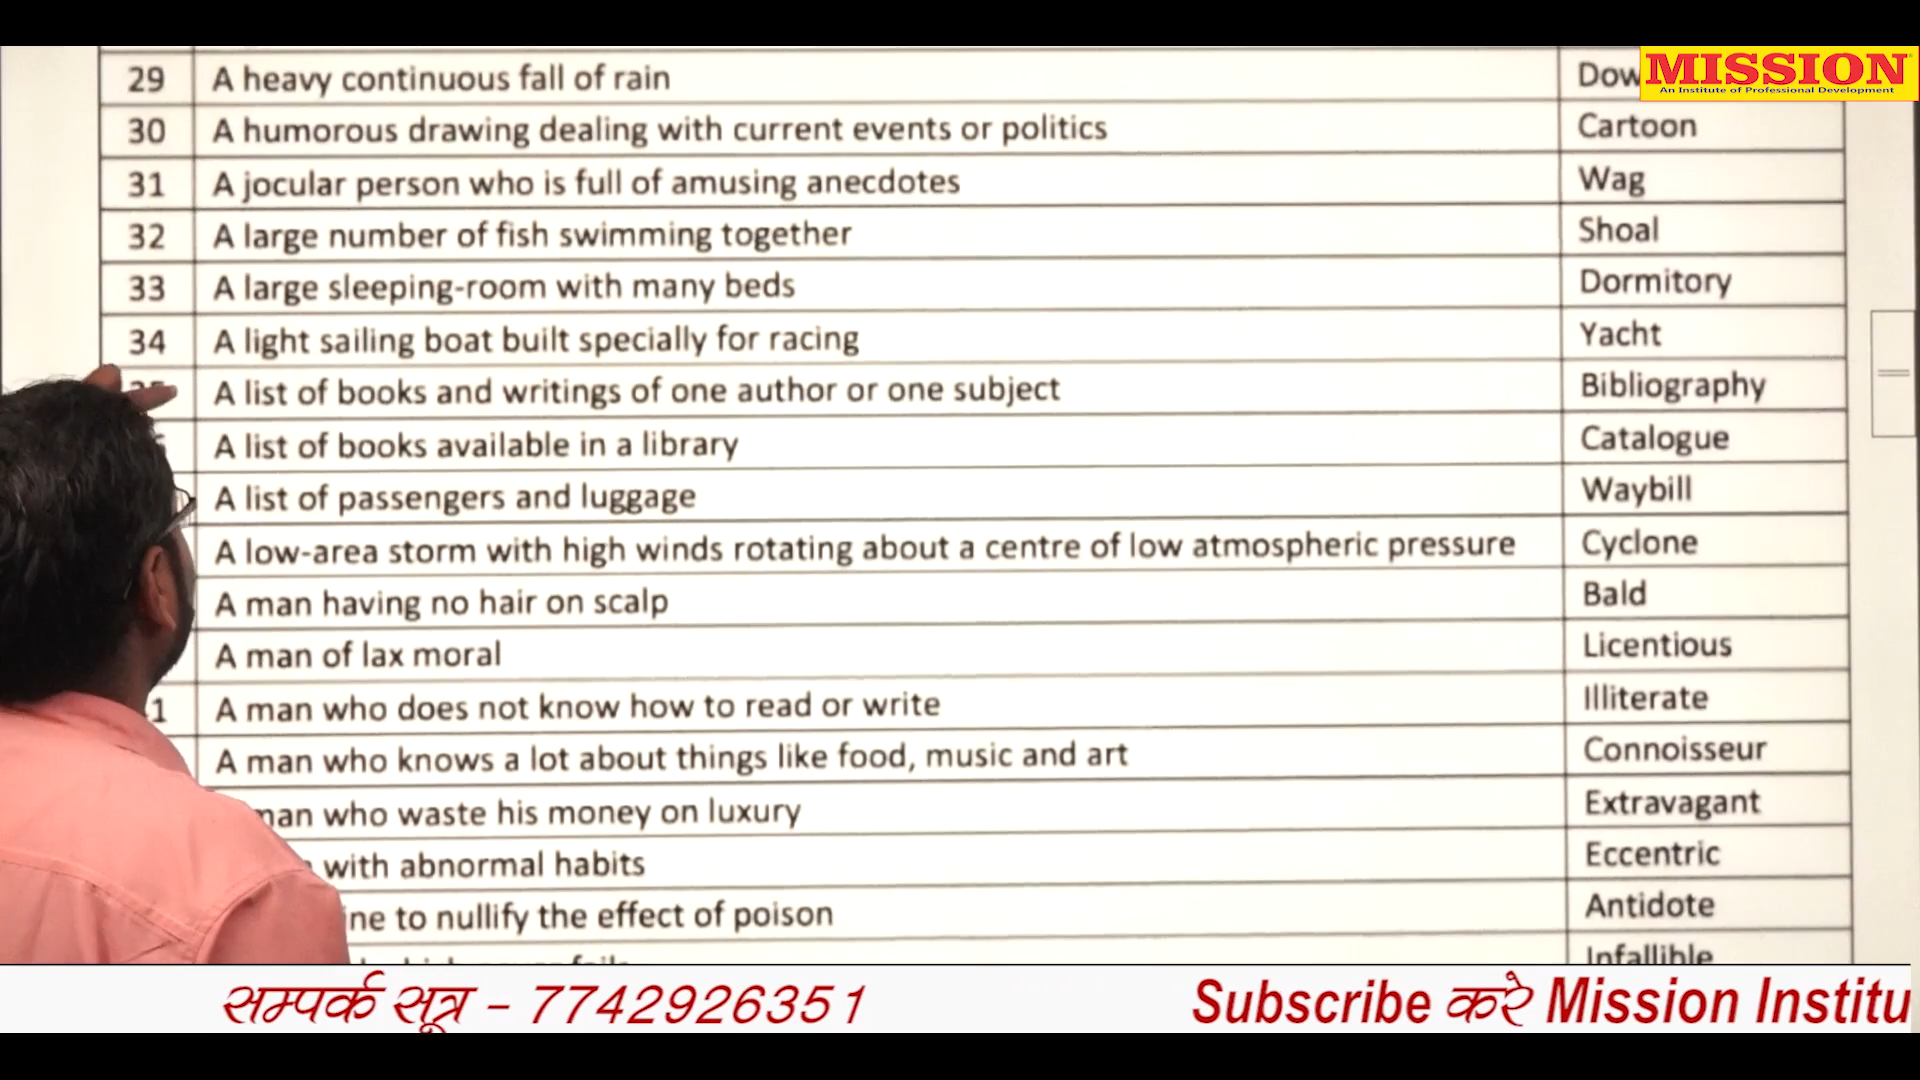 29 A heavy continuous fall of rain Dow
MISSION
An Institute of Professional Development
30 A humorous drawing dealing with current events or politics Cartoon
31 A jocular person who is full of amusing anecdotes Wag
32 A large number of fish swimming together Shoal
33 A large sleeping-room with many beds Dormitory
34 A light sailing boat built specially for racing Yacht
A list of books and writings of one author or one subject Bibliography
A list of books available in a library Catalogue
A list of passengers and luggage Waybill
A low-area storm with high winds rotating about a centre of low atmospheric pressure Cyclone
A man having no hair on scalp Bald
A man of lax moral Licentious
1 A man who does not know how to read or write Illiterate
A man who knows a lot about things like food, music and art Connoisseur
man who waste his money on luxury Extravagant
with abnormal habits Eccentric
ine to nullify the effect of poison Antidote
Infallible
सम्पर्क सूत्र - 7742926351 Subscribe करे Mission Institu